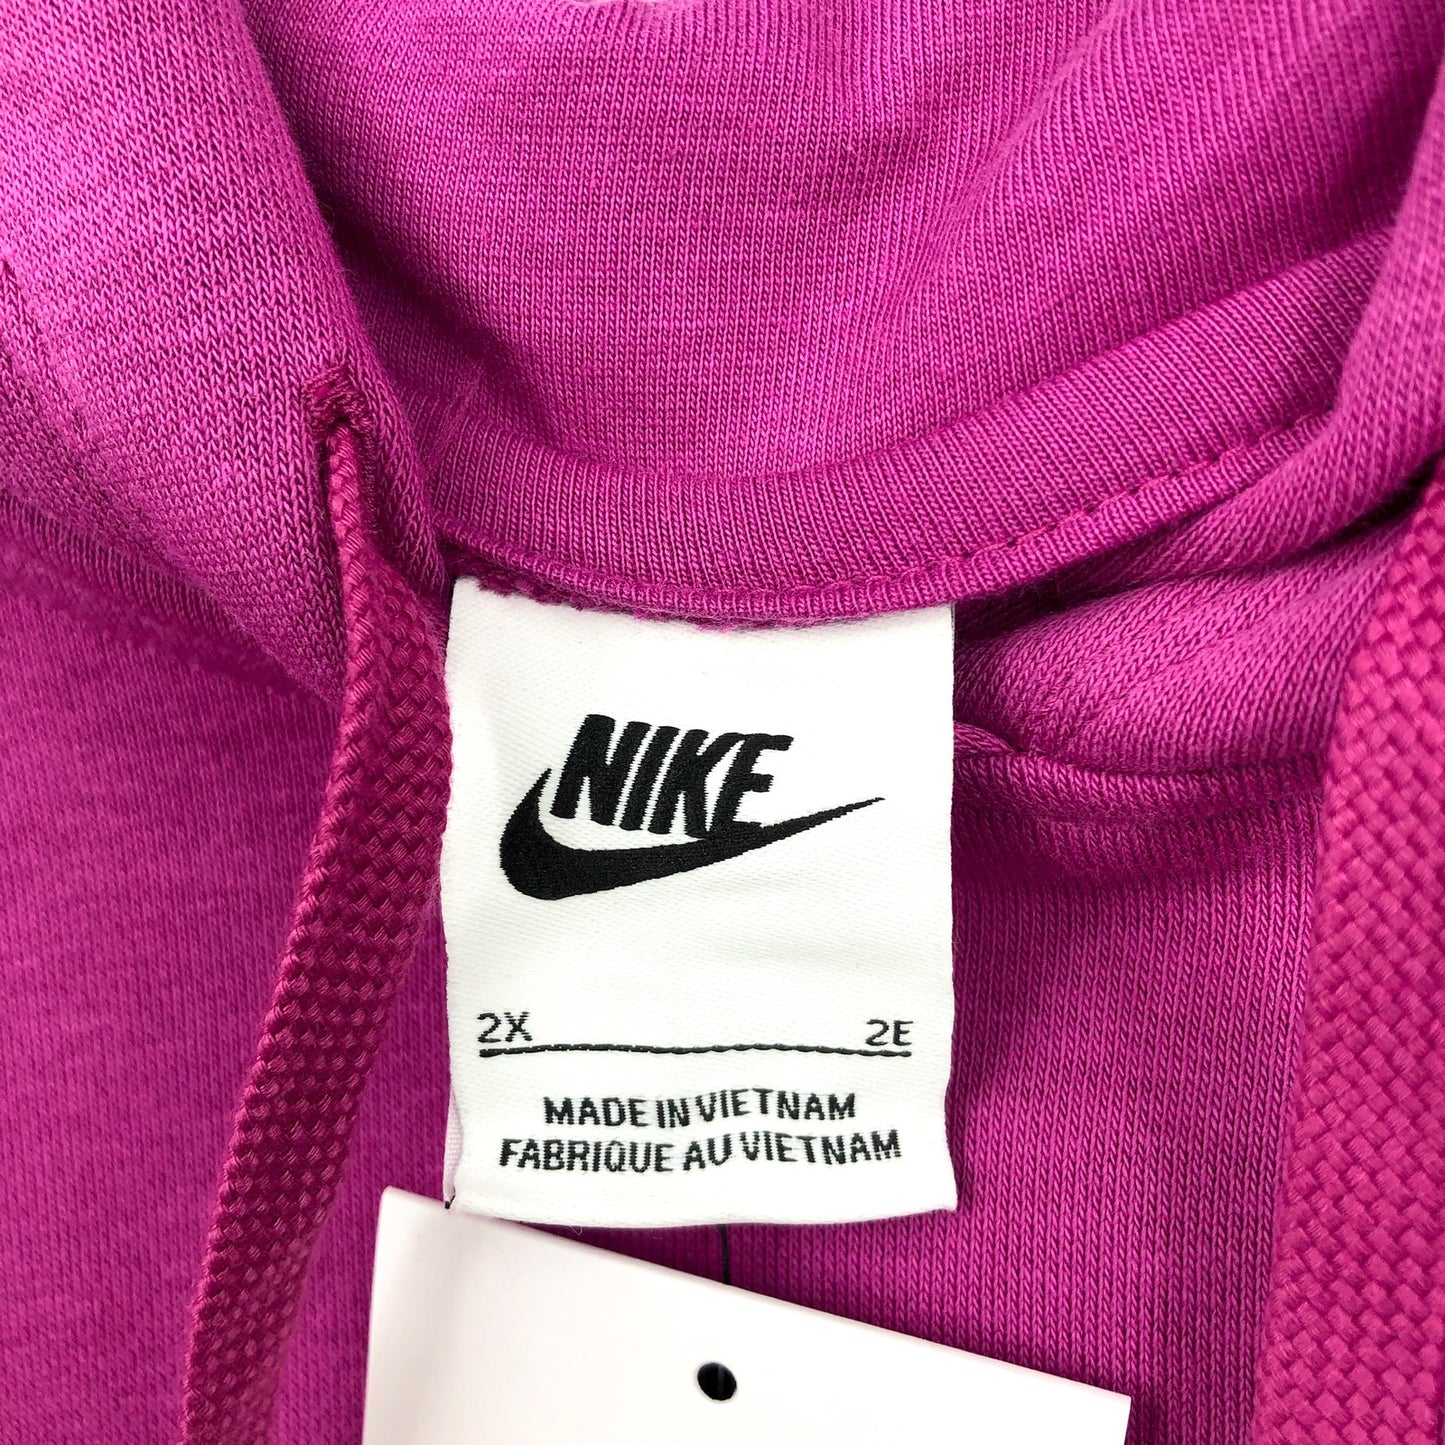 NIKE
2X 2E
MADE IN VIETNAM
FABRIQUE AU VIETNAM